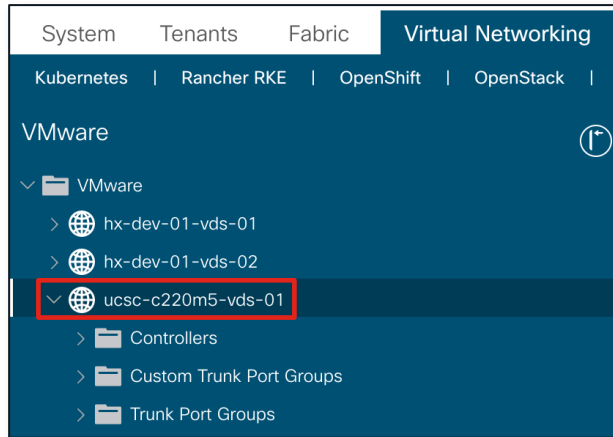 System Tenants Fabric Virtual Networking
Kubernetes | Rancher RKE | OpenShift | OpenStack |
VMware
VMware
hx-dev-01-vds-01
hx-dev-01-vds-02
ucsc-c220m5-vds-01
Controllers
Custom Trunk Port Groups
Trunk Port Groups